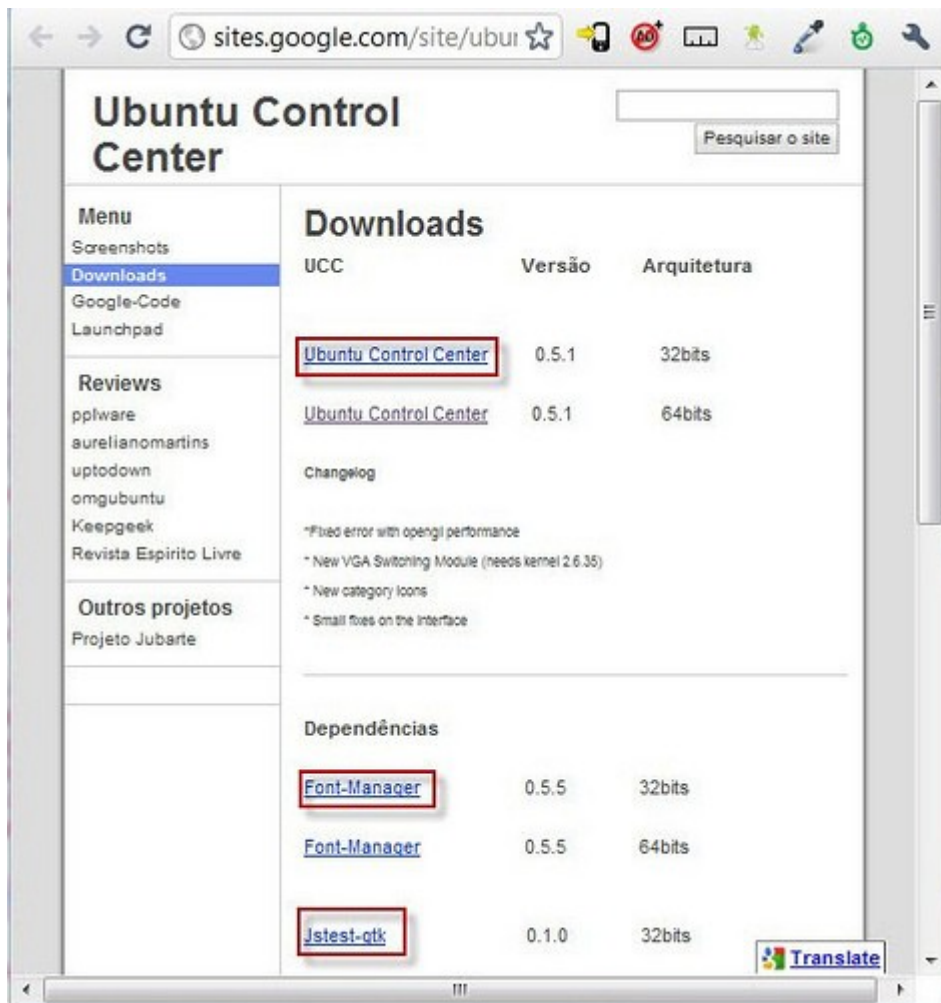 sites.google.com/site/ubu
Ubuntu Control
Center
Pesquisar o site
Menu
Screenshots
Downloads
Google-Code
Launchpad
Reviews
pplware
aurelianomartins
uptodown
omgubuntu
Keepgeek
Revista Espirito Livre
Outros projetos
Projeto Jubarte
Downloads
UCC Versão Arquitetura
Ubuntu Control Center 0.5.1 32bits
Ubuntu Control Center 0.5.1 64bits
Changelog
*Fixed error with opengl performance
* New VGA Switching Module (needs kernel 2.6.35)
* New category Icons
* Small fixes on the Interface
Dependências
Font-Manager 0.5.5 32bits
Font-Manager 0.5.5 64bits
Jstest-gtk 0.1.0 32bits
Translate